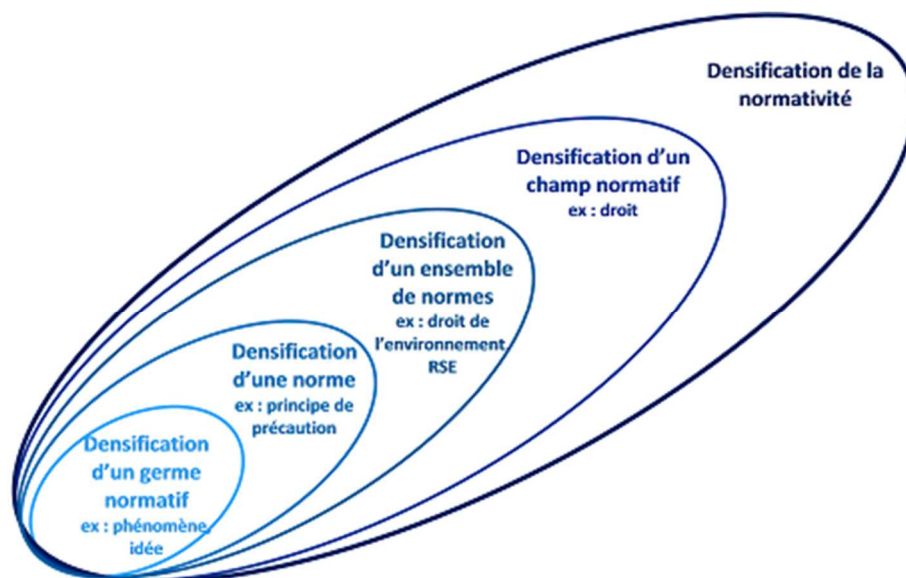 Densification de la
normativité
Densification d'un
champ normatif
ex : droit
Densification
d'un ensemble
de normes
ex : droit de
l'environnement,
RSE
Densification
d'une norme
ex : principe de
précaution
Densification
d'un germe
normatif
ex : phénomène,
idée